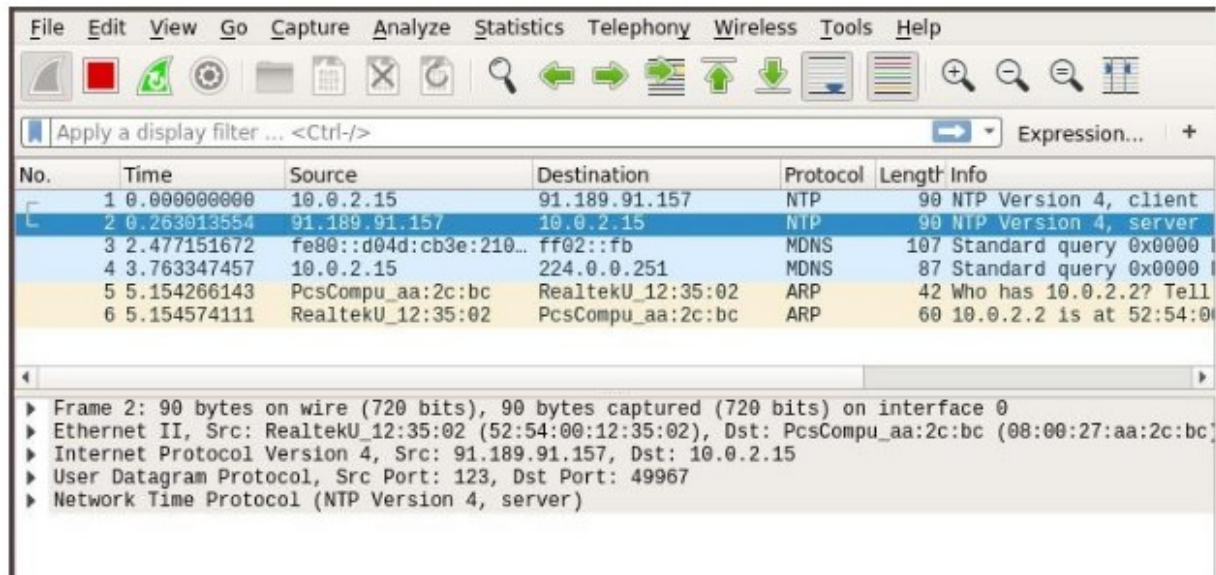 File Edit View Go Capture Analyze Statistics Telephony Wireless Tools Help
Apply a display filter ... <Ctrl-/> Expression... +
No. Time Source Destination Protocol Length Info
1 0.000000000 10.0.2.15 91.189.91.157 NTP 90 NTP Version 4, client
2 0.263013554 91.189.91.157 10.0.2.15 NTP 90 NTP Version 4, server
3 2.477151672 fe80::d04d:cb3e:210… ff02::fb MDNS 107 Standard query 0x0000
4 3.763347457 10.0.2.15 224.0.0.251 MDNS 87 Standard query 0x0000
5 5.154266143 PcsCompu_aa:2c:bc RealtekU_12:35:02 ARP 42 Who has 10.0.2.2? Tell
6 5.154574111 RealtekU_12:35:02 PcsCompu_aa:2c:bc ARP 60 10.0.2.2 is at 52:54:0
Frame 2: 90 bytes on wire (720 bits), 90 bytes captured (720 bits) on interface 0
Ethernet II, Src: RealtekU_12:35:02 (52:54:00:12:35:02), Dst: PcsCompu_aa:2c:bc (08:00:27:aa:2c:bc)
Internet Protocol Version 4, Src: 91.189.91.157, Dst: 10.0.2.15
User Datagram Protocol, Src Port: 123, Dst Port: 49967
Network Time Protocol (NTP Version 4, server)